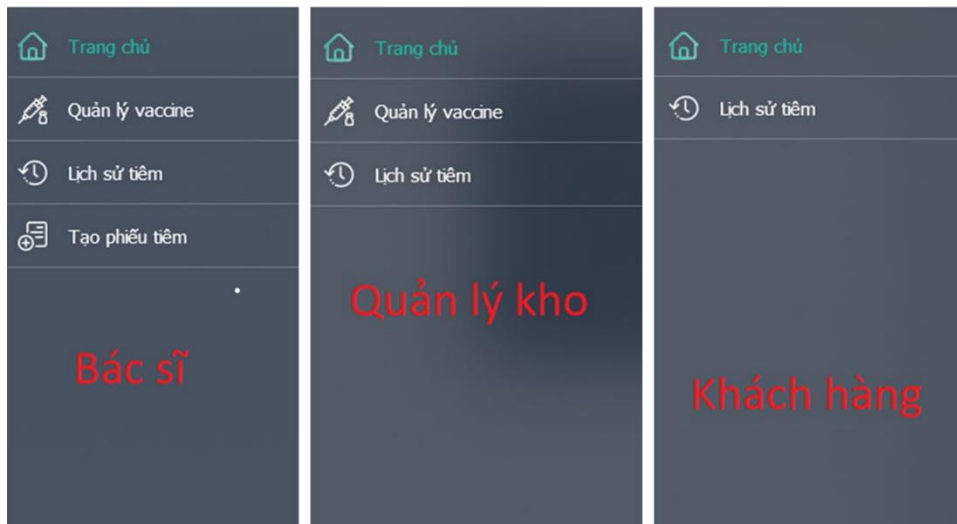 Trang chủ
Quản lý vaccine
Lịch sử tiêm
Tạo phiếu tiêm
Bác sĩ
Trang chủ
Quản lý vaccine
Lịch sử tiêm
Quản lý kho
Trang chủ
Lịch sử tiêm
Khách hàng